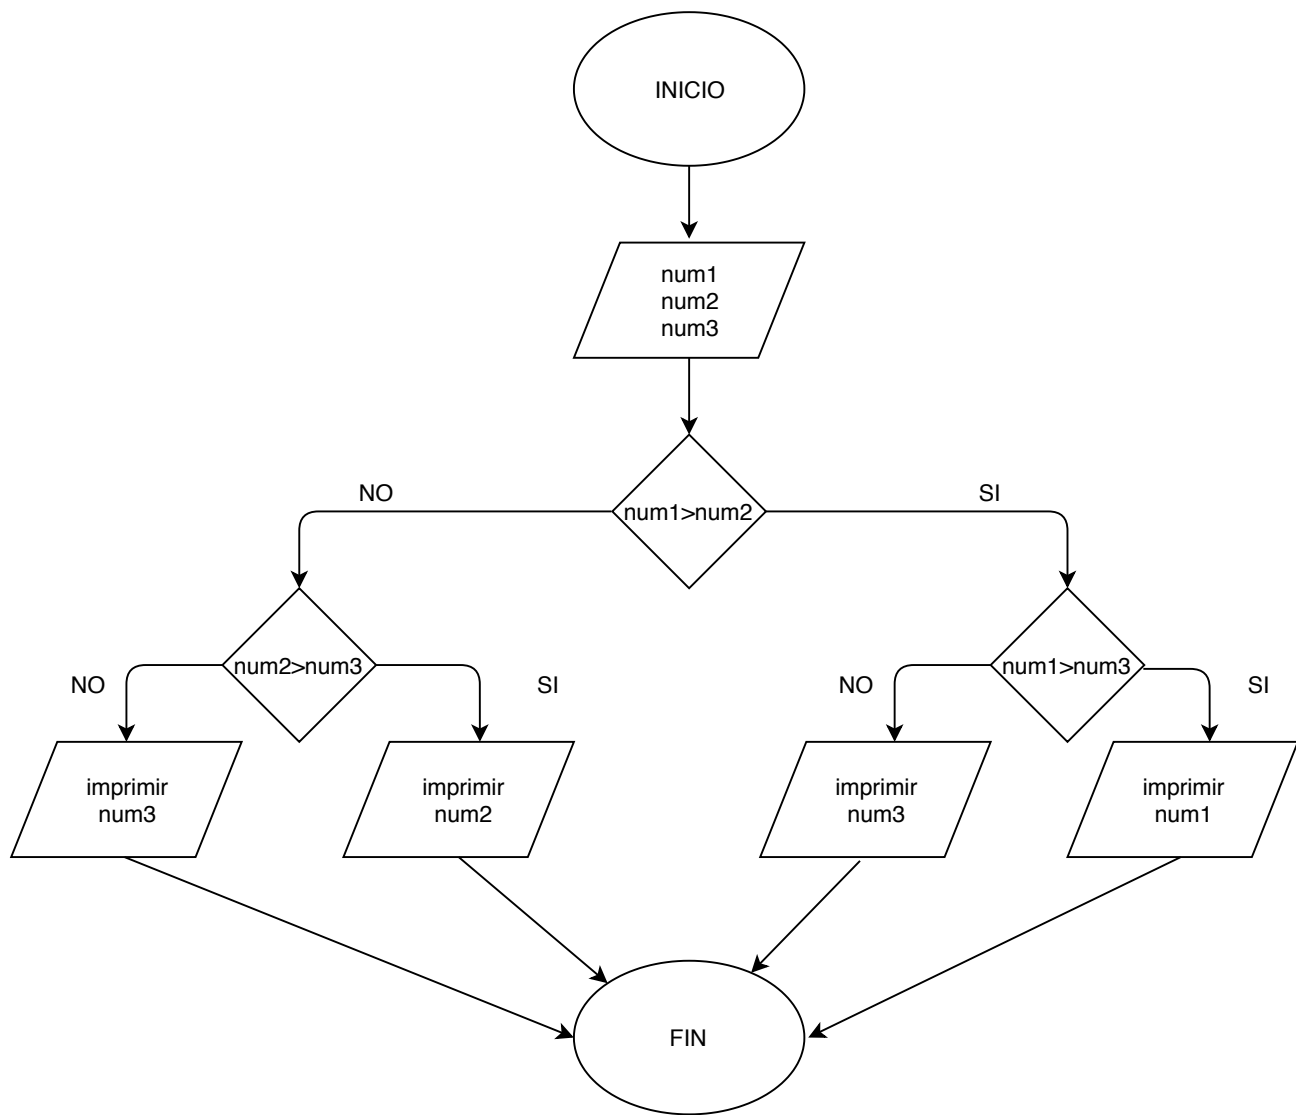 INICIO
num1
num2
num3
num1>num2
NO
SI
num2>num3
num1>num3
NO
SI
NO
SI
imprimir
num3
imprimir
num2
imprimir
num3
imprimir
num1
FIN